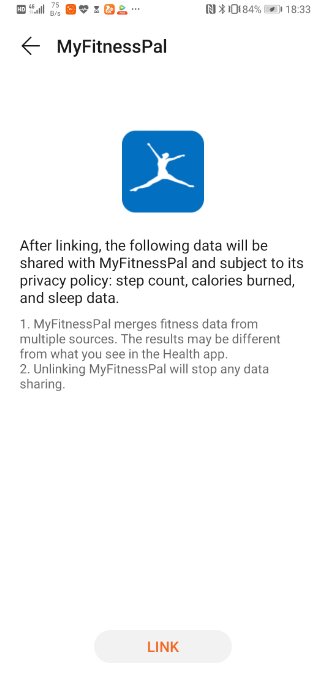 HD 46 75 B/s ... 84% 18:33
MyFitnessPal
After linking, the following data will be
shared with MyFitnessPal and subject to its
privacy policy: step count, calories burned,
and sleep data.
1. MyFitnessPal merges fitness data from
multiple sources. The results may be different
from what you see in the Health app.
2. Unlinking MyFitnessPal will stop any data
sharing.
LINK